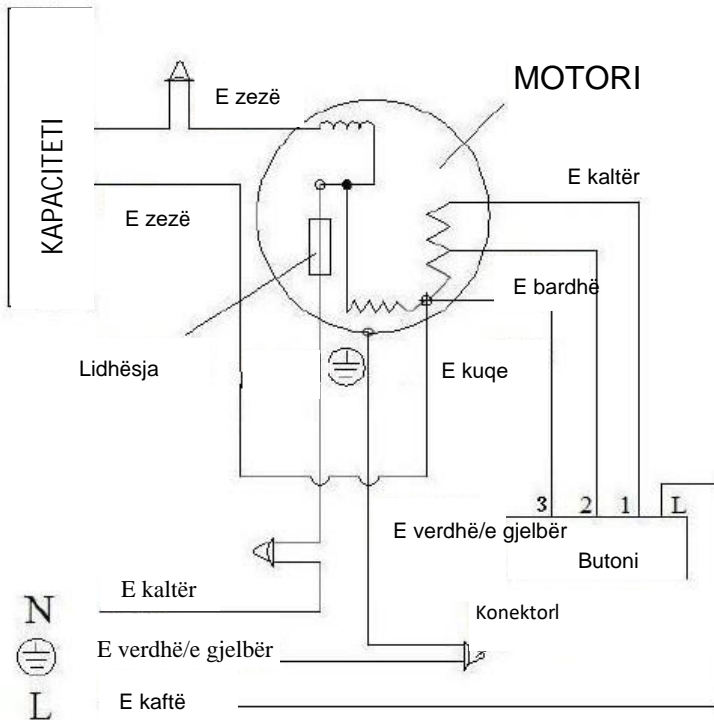 MOTORI
E zezë
KAPACITETI
E kaltër
E zezë
E bardhë
Lidhësja
E kuqe
3 2 1 L
E verdhë/e gjelbër
Butoni
E kaltër
N
Konektorl
E verdhë/e gjelbër
L
E kaftë